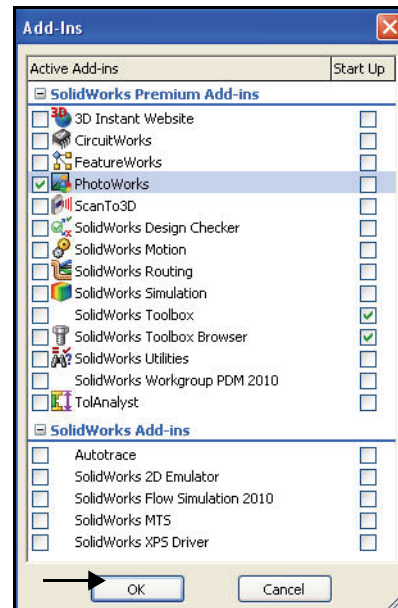 Add-Ins
Active Add-ins Start Up
SolidWorks Premium Add-ins
3D Instant Website
CircuitWorks
FeatureWorks
PhotoWorks
ScanTo3D
SolidWorks Design Checker
SolidWorks Motion
SolidWorks Routing
SolidWorks Simulation
SolidWorks Toolbox
SolidWorks Toolbox Browser
SolidWorks Utilities
SolidWorks Workgroup PDM 2010
TolAnalyst
SolidWorks Add-ins
Autotrace
SolidWorks 2D Emulator
SolidWorks Flow Simulation 2010
SolidWorks MTS
SolidWorks XPS Driver
OK Cancel